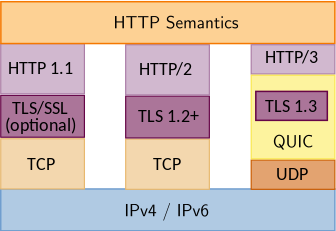 HTTP Semantics
HTTP 1.1
TLS/SSL
(optional)
TCP
HTTP/2
TLS 1.2+
TCP
HTTP/3
TLS 1.3
QUIC
UDP
IPv4 / IPv6